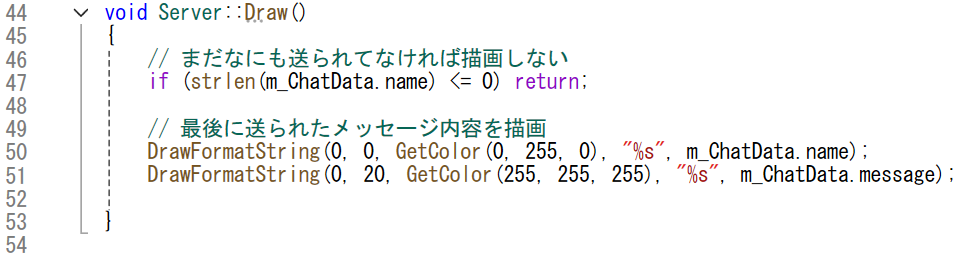 44 void Server::Draw()
45 {
46 // まだなにも送られてなければ描画しない
47 if (strlen(m_ChatData.name) <= 0) return;
48
49 // 最後に送られたメッセージ内容を描画
50 DrawFormatString(0, 0, GetColor(0, 255, 0), "%s", m_ChatData.name);
51 DrawFormatString(0, 20, GetColor(255, 255, 255), "%s", m_ChatData.message);
52
53 }
54